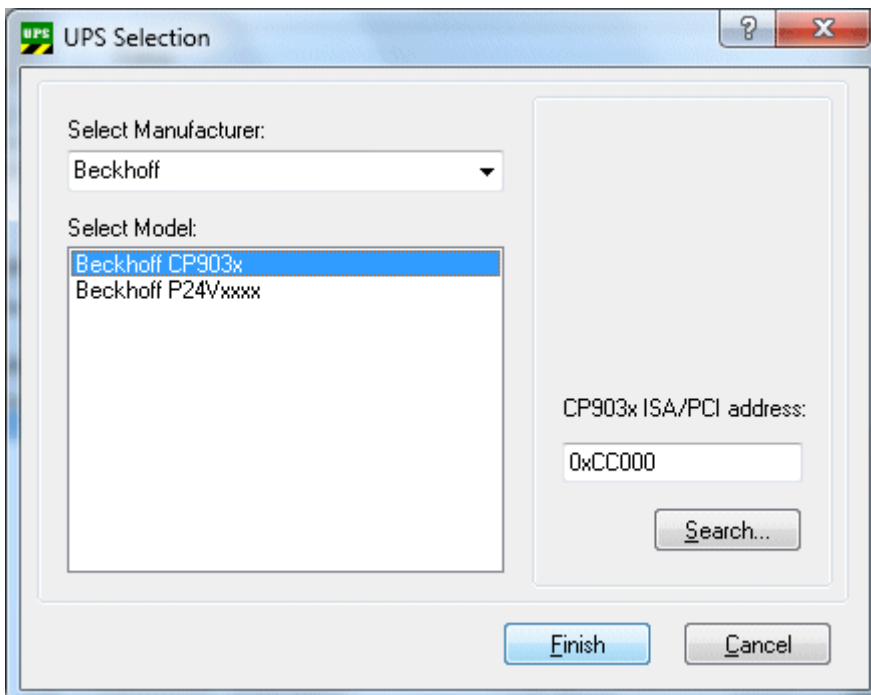 UPS UPS Selection
Select Manufacturer:
Beckhoff
Select Model:
Beckhoff CP903x
Beckhoff P24Vxxxx
CP903x ISA/PCI address:
0xCC000
Search...
Finish Cancel